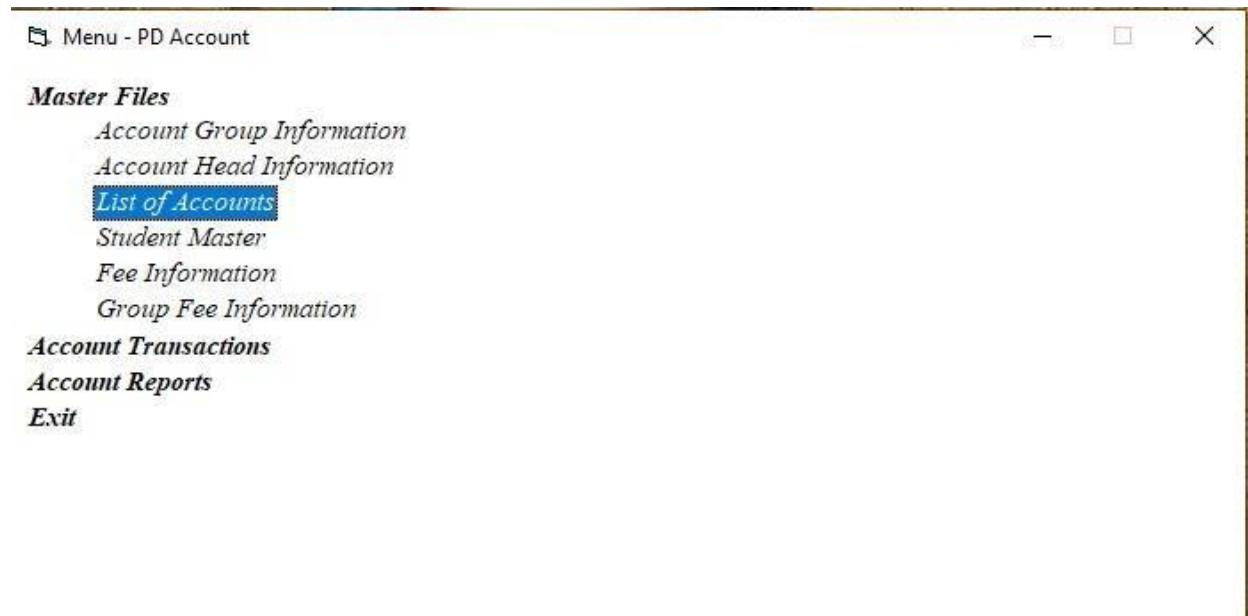 Menu - PD Account
Master Files
Account Group Information
Account Head Information
List of Accounts
Student Master
Fee Information
Group Fee Information
Account Transactions
Account Reports
Exit